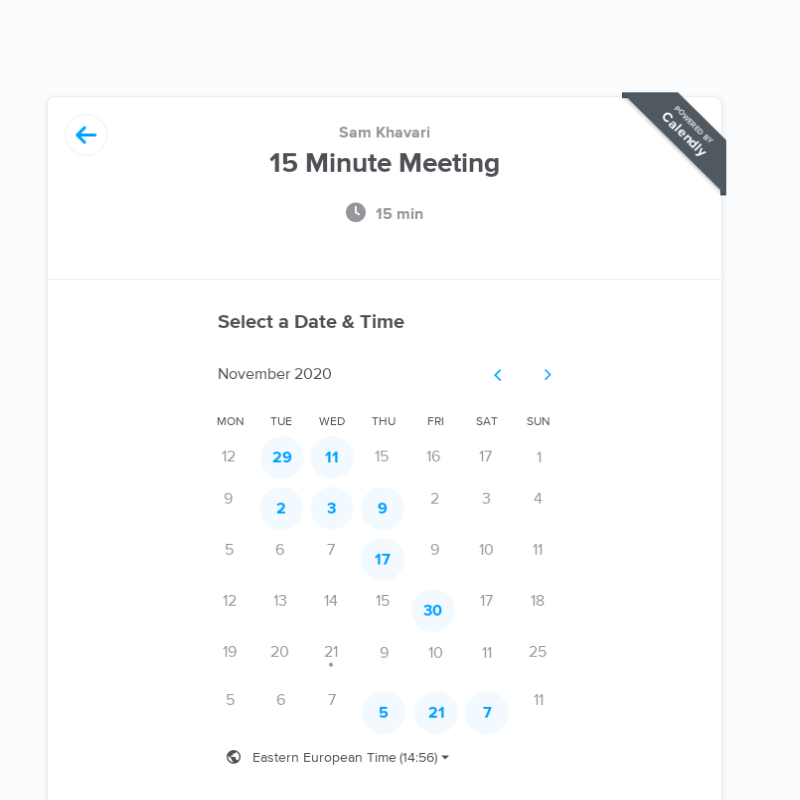 POWERED BY
Calendly
Sam Khavari
15 Minute Meeting
15 min
Select a Date & Time
November 2020
MON TUE WED THU FRI SAT SUN
12 29 11 15 16 17 1
9 2 3 9 2 3 4
5 6 7 17 9 10 11
12 13 14 15 30 17 18
19 20 21 9 10 11 25
5 6 7 5 21 7 11
Eastern European Time (14:56)